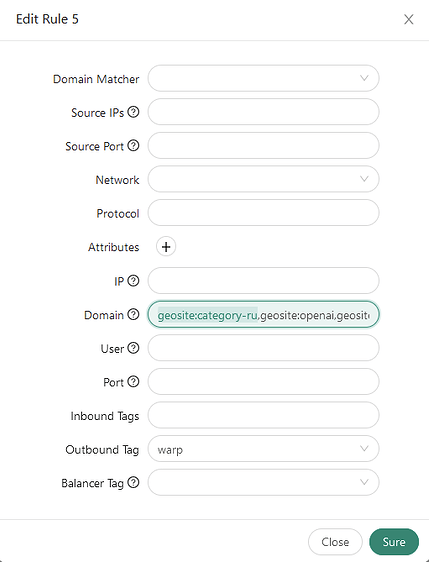 Edit Rule 5
Domain Matcher
Source IPs
Source Port
Network
Protocol
Attributes
IP
Domain geosite:category-ru,geosite:openai,geosite
User
Port
Inbound Tags
Outbound Tag warp
Balancer Tag
Close Sure